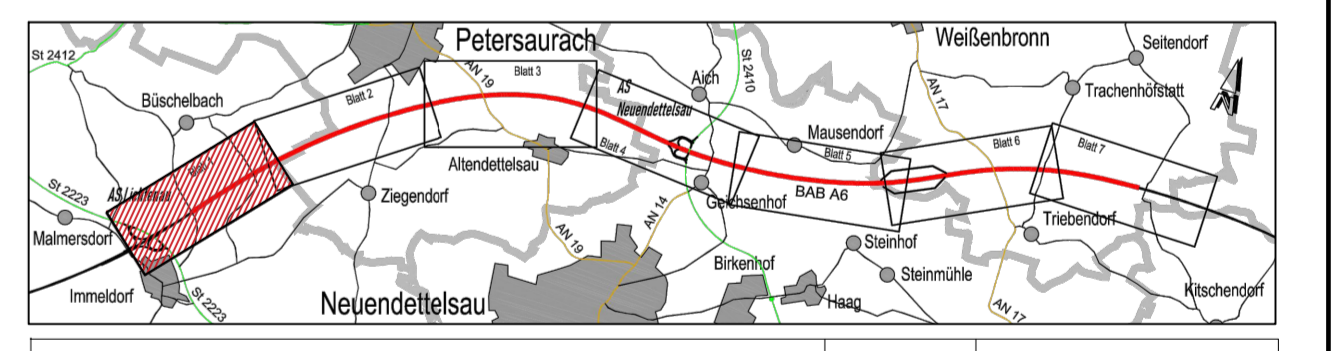 Petersaurach
Weißenbronn
Seitendorf
St 2412
AN 19
Blatt 3
AS
Neuendettelsau
Aich
St 2410
AN 17
Trachenhöfstatt
Büschelbach
Blatt 2
Mausendorf
Blatt 1
Altendettelsau
Blatt 4
Blatt 5
Blatt 6
Blatt 7
AS Lichtenau
St 2223
Ziegendorf
Geichsenhof
BAB A6
Malmersdorf
AN 19
AN 14
Triebendorf
Steinhof
Immeldorf
St 2223
Neuendettelsau
Birkenhof
Steinmühle
Haag
AN 17
Kitschendorf